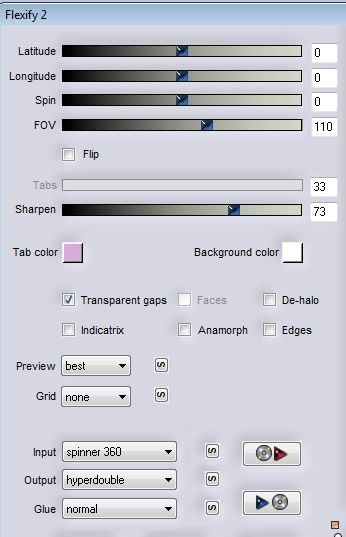 Flexify 2
Latitude 0
Longitude 0
Spin 0
FOV 110
Flip
Tabs 33
Sharpen 73
Tab color Background color
Transparent gaps Faces De-halo
Indicatrix Anamorph Edges
Preview best S
Grid none S
Input spinner 360 S
Output hyperdouble S
Glue normal S